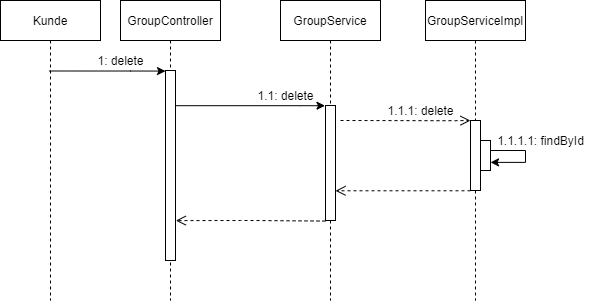 Kunde
GroupController
GroupService
GroupServiceImpl
1: delete
1.1: delete
1.1.1: delete
1.1.1.1: findById